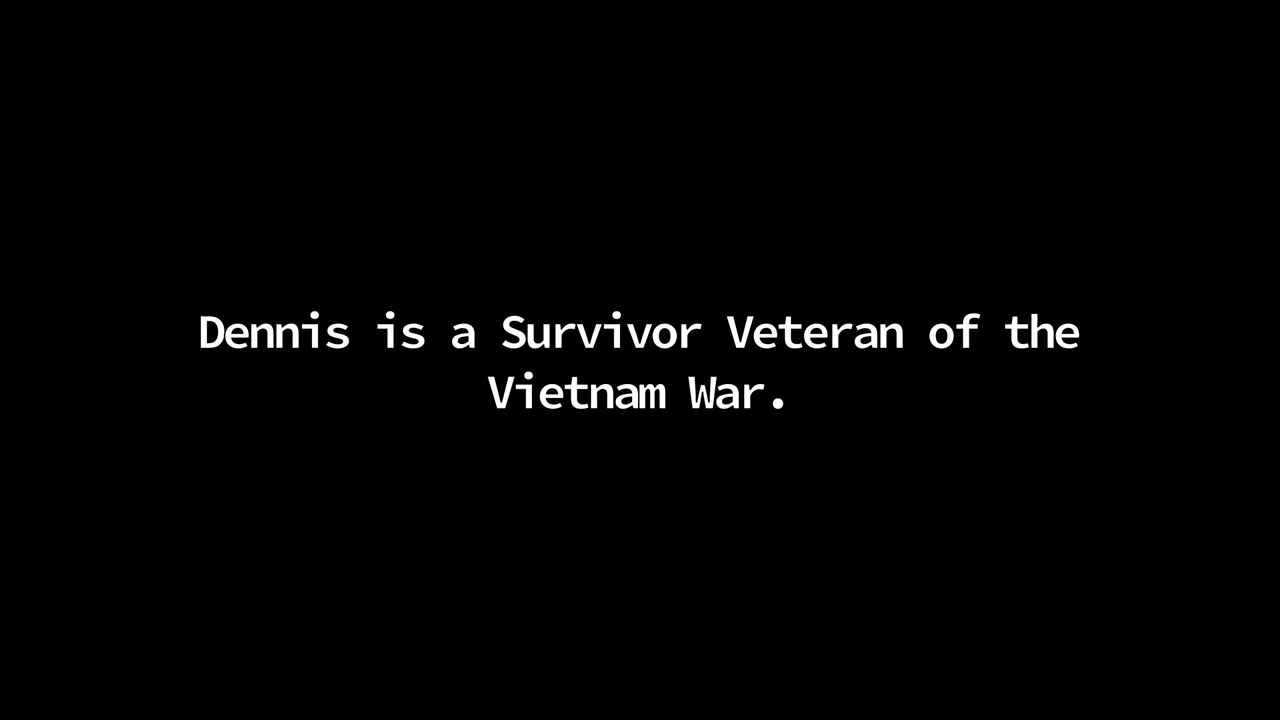 Dennis is a Survivor Veteran of the
Vietnam War.